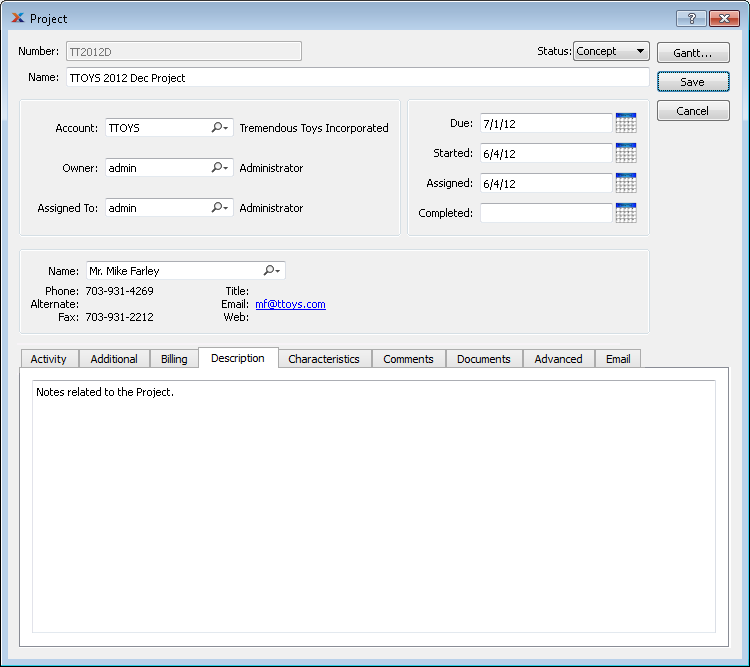 Project
?
Number: TT2012D
Status: Concept
Gantt...
Name: TTOYS 2012 Dec Project
Save
Cancel
Account: TTOYS Tremendous Toys Incorporated
Owner: admin Administrator
Assigned To: admin Administrator
Due: 7/1/12
Started: 6/4/12
Assigned: 6/4/12
Completed:
Name: Mr. Mike Farley
Phone: 703-931-4269 Title:
Alternate: Email: mf@ttoys.com
Fax: 703-931-2212 Web:
Activity Additional Billing Description Characteristics Comments Documents Advanced Email
Notes related to the Project.